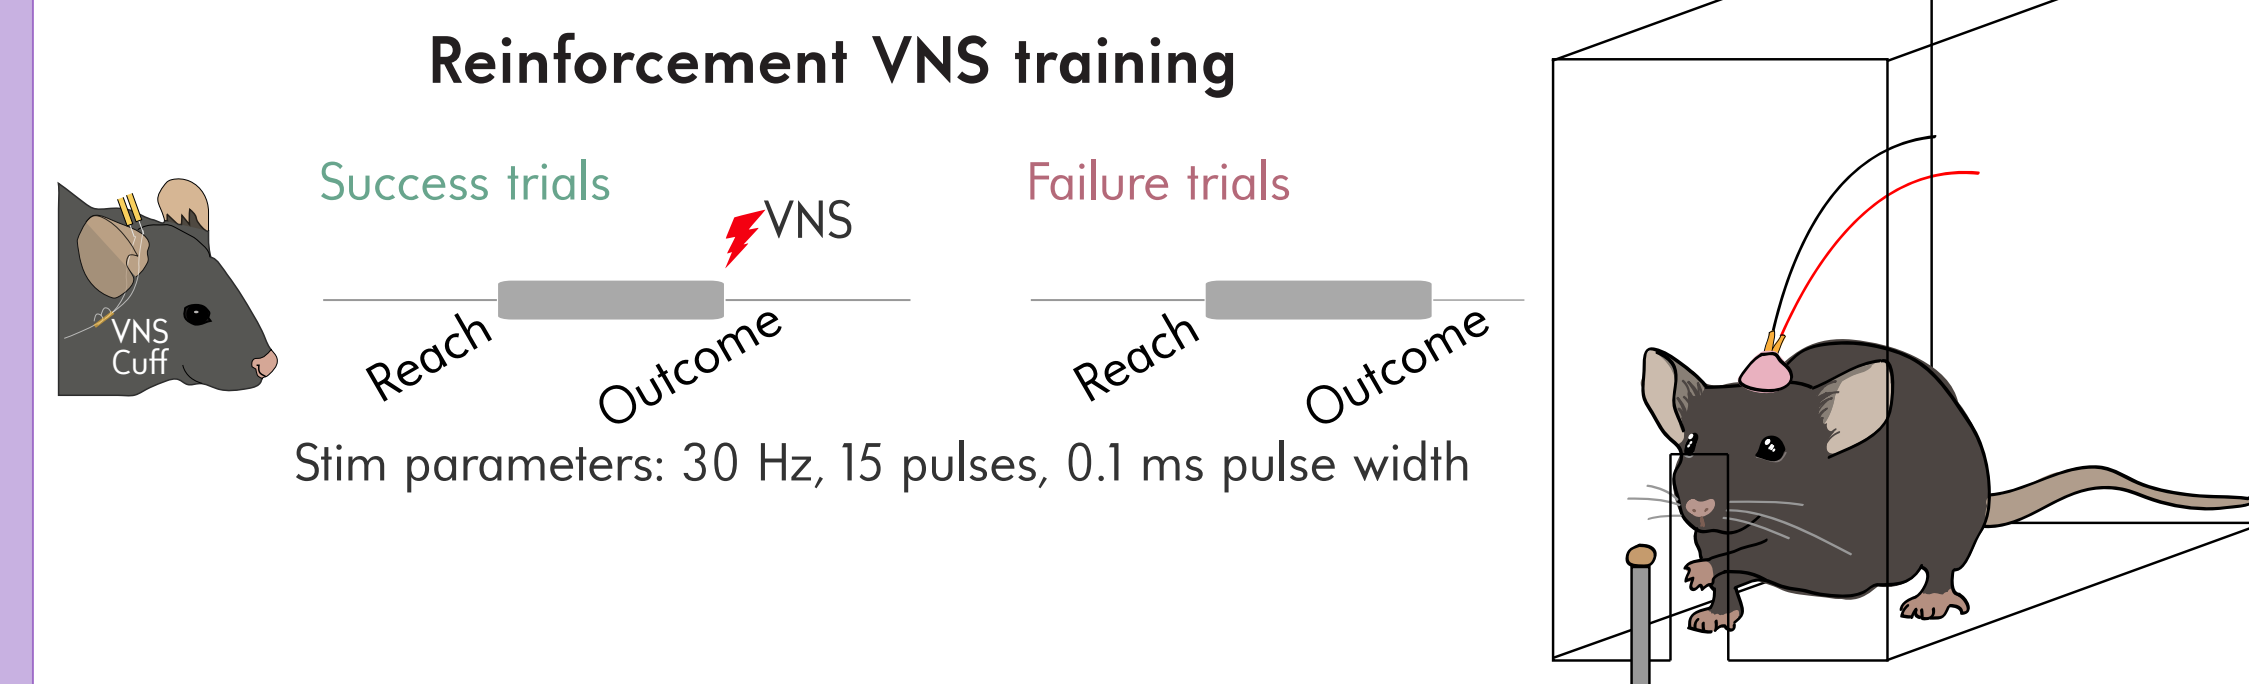 Reinforcement VNS training
Success trials
VNS
Reach
Outcome
Failure trials
Reach
Outcome
VNS
Cuff
Stim parameters: 30 Hz, 15 pulses, 0.1 ms pulse width